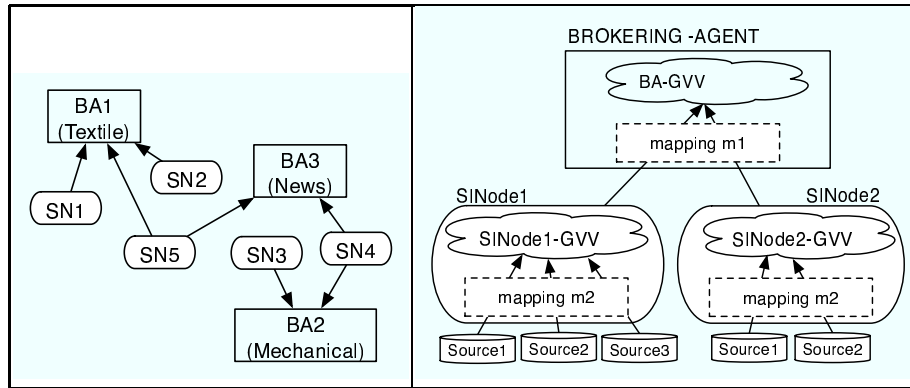 BA1
(Textile)
SN1
SN2
SN5
BA3
(News)
SN3
SN4
BA2
(Mechanical)
BROKERING -AGENT
BA-GVV
mapping m1
SINode1
SINode2
SINode1-GVV
SINode2-GVV
mapping m2
mapping m2
Source1
Source2
Source3
Source1
Source2